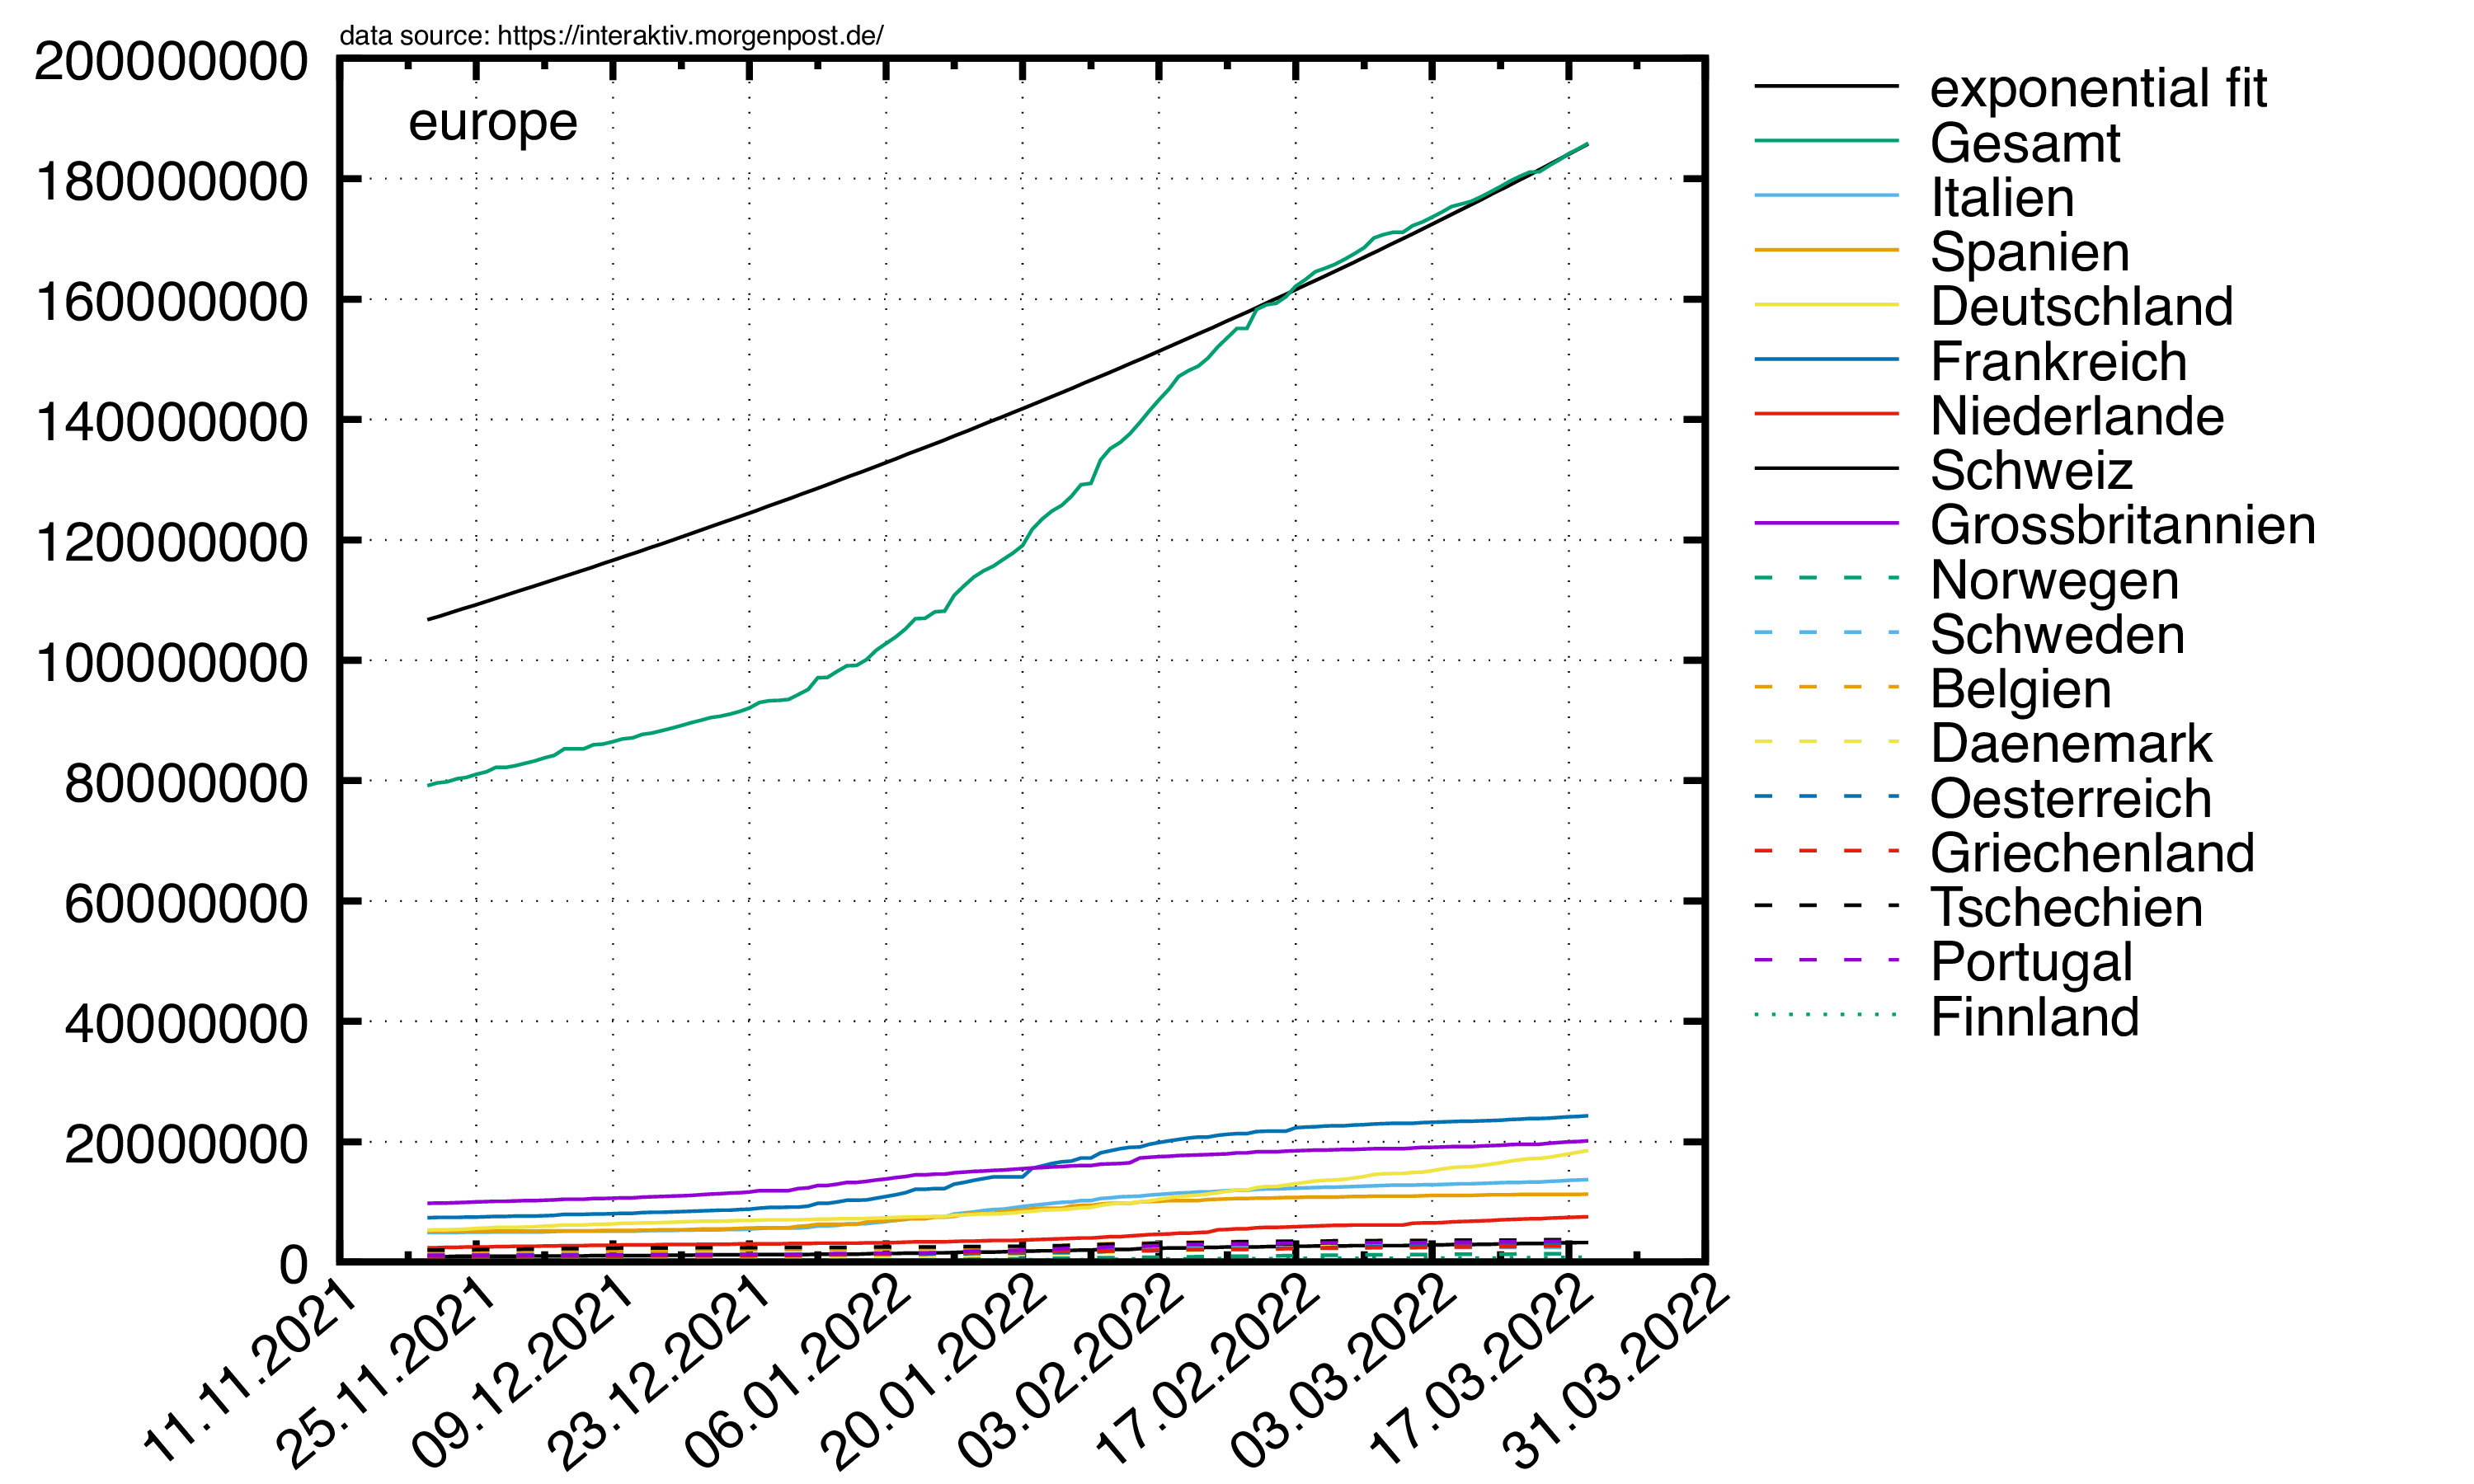 data source: https://interaktiv.morgenpost.de/
europe
200000000
180000000
160000000
140000000
120000000
100000000
80000000
60000000
40000000
20000000
0
11.11.2021
25.11.2021
09.12.2021
23.12.2021
06.01.2022
20.01.2022
03.02.2022
17.02.2022
03.03.2022
17.03.2022
31.03.2022
exponential fit
Gesamt
Italien
Spanien
Deutschland
Frankreich
Niederlande
Schweiz
Grossbritannien
Norwegen
Schweden
Belgien
Daenemark
Oesterreich
Griechenland
Tschechien
Portugal
Finnland